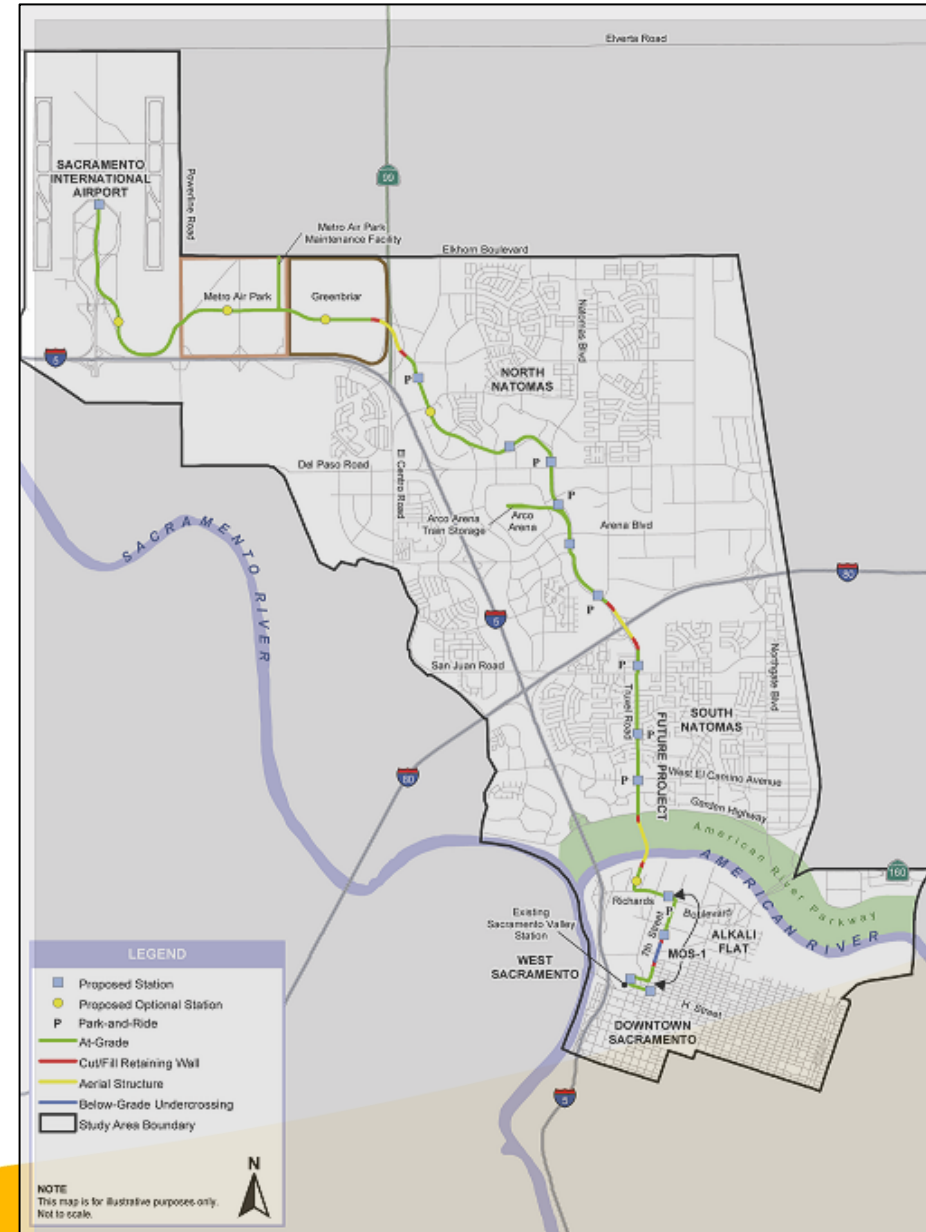 Elverta Road
99
SACRAMENTO
INTERNATIONAL
AIRPORT
Powerline Road
Metro Air Park
Maintenance Facility
Elkhorn Boulevard
Metro Air Park
Greenbriar
Natomas Blvd
5
NORTH
NATOMAS
P
Del Paso Road
El Centro Road
P
P
Arco Arena
Train Storage
Arco
Arena
Arena Blvd
SACRAMENTO RIVER
80
P
5
San Juan Road
P
Truxel Road
Northgate Blvd
SOUTH
NATOMAS
FUTURE PROJECT
P
80
P
West El Camino Avenue
Garden Highway
American River Parkway
AMERICAN RIVER
160
Richards
Boulevard
P
Existing
Sacramento Valley
Station
7th Street
ALKALI
FLAT
MOS-1
WEST
SACRAMENTO
H Street
DOWNTOWN
SACRAMENTO
5
LEGEND
Proposed Station
Proposed Optional Station
P Park-and-Ride
At-Grade
Cut/Fill Retaining Wall
Aerial Structure
Below-Grade Undercrossing
Study Area Boundary
N
NOTE
This map is for illustrative purposes only.
Not to scale.